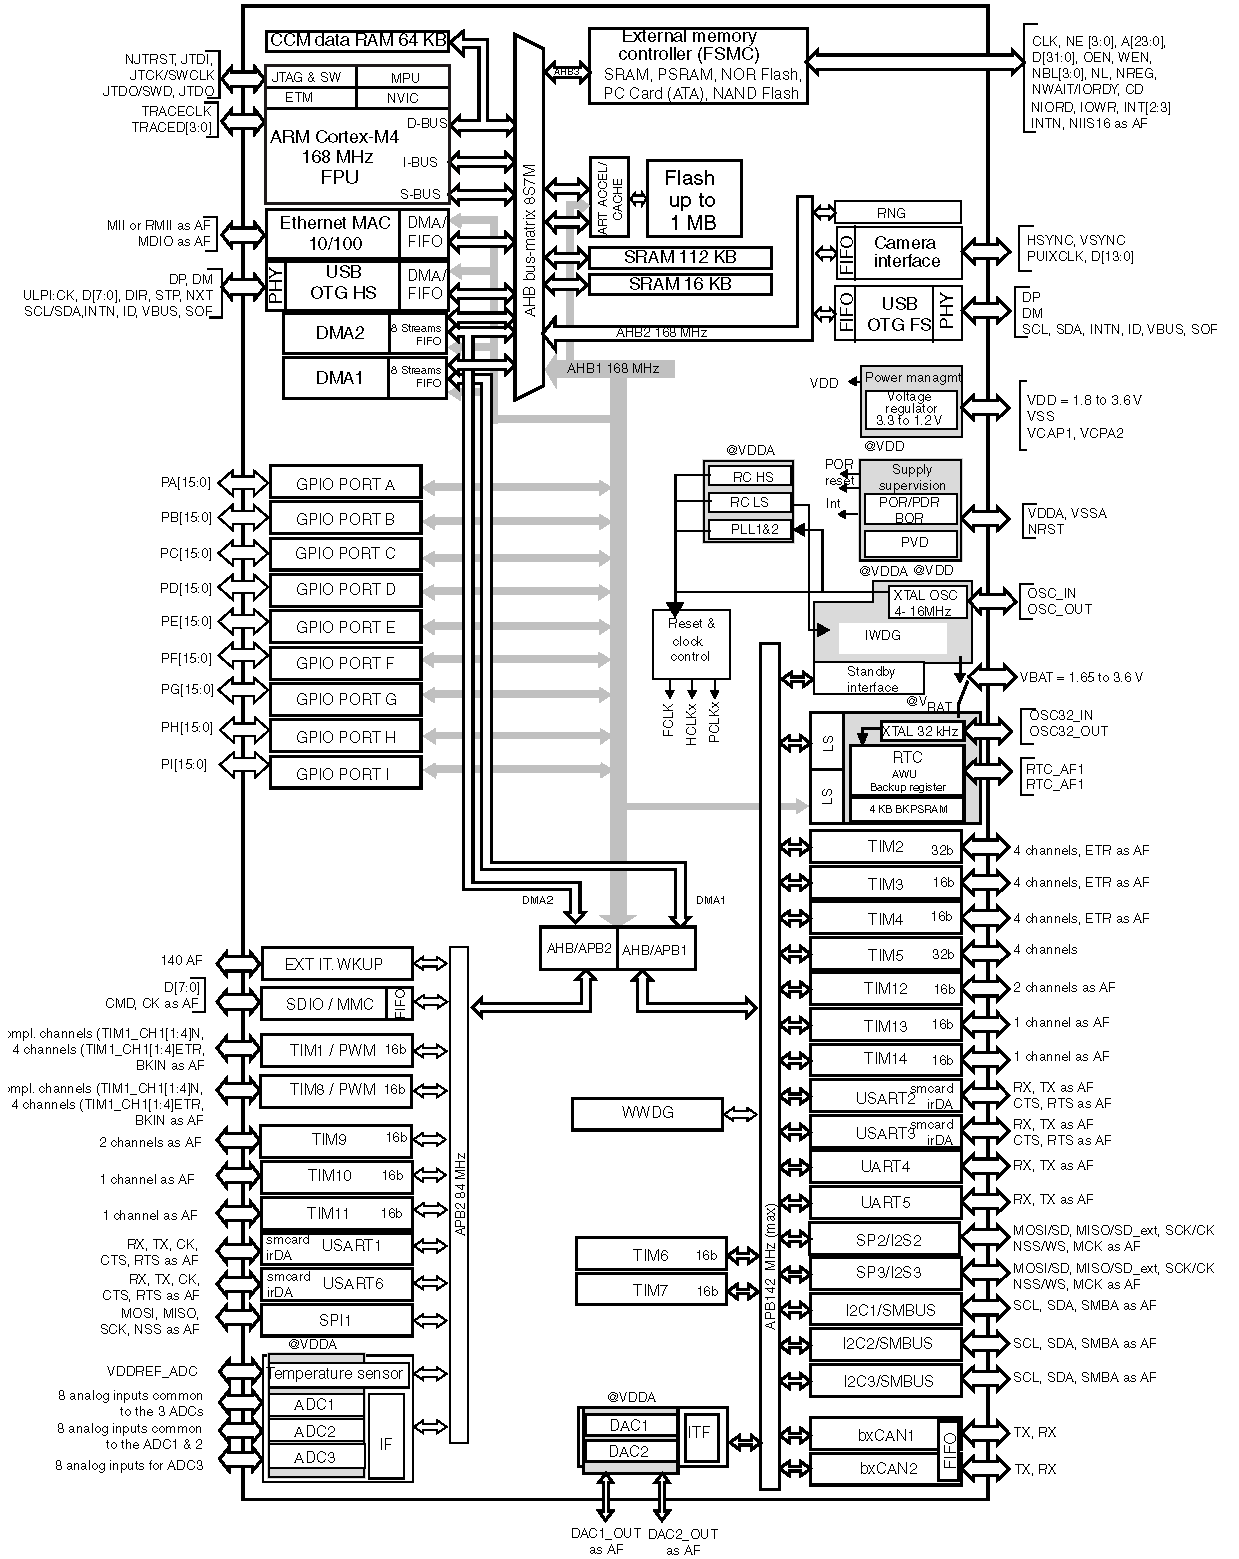 CCM data RAM 64 KB
External memory
controller (FSMC)
SRAM, PSRAM, NOR Flash,
PC Card (ATA), NAND Flash
AHB3
CLK, NE [3:0], A[23:0],
D[31:0], OEN, WEN,
NBL[3:0], NL, NREG,
NWAIT/IORDY, CD
NIORD, IOWR, INT[2:3]
INTN, NIIS16 as AF
NJTRST, JTDI,
JTCK/SWCLK
JTDO/SWD, JTDO
TRACECLK
TRACED[3:0]
JTAG & SW
MPU
ETM
NVIC
D-BUS
ARM Cortex-M4
168 MHz
FPU
I-BUS
S-BUS
AHB bus-matrix 8S7M
ART ACCEL/
CACHE
Flash
up to
1 MB
SRAM 112 KB
SRAM 16 KB
MII or RMII as AF
MDIO as AF
Ethernet MAC
10/100
DMA/
FIFO
DP, DM
ULPI:CK, D[7:0], DIR, STP, NXT
SCL/SDA,INTN, ID, VBUS, SOF
PHY
USB
OTG HS
DMA/
FIFO
DMA2
8 Streams
FIFO
DMA1
8 Streams
FIFO
AHB2 168 MHz
AHB1 168 MHz
RNG
FIFO
Camera
interface
HSYNC, VSYNC
PUIXCLK, D[13:0]
FIFO
USB
OTG FS
PHY
DP
DM
SCL, SDA, INTN, ID, VBUS, SOF
VDD
Power managmt
Voltage
regulator
3.3 to 1.2 V
VDD = 1.8 to 3.6 V
VSS
VCAP1, VCPA2
@VDD
@VDDA
RC HS
RC LS
PLL1&2
POR
reset
Int
Supply
supervision
POR/PDR
BOR
PVD
VDDA, VSSA
NRST
@VDDA @VDD
XTAL OSC
4- 16MHz
OSC_IN
OSC_OUT
IWDG
Reset &
clock
control
FCLK
HCLKx
PCLKx
Standby
interface
VBAT = 1.65 to 3.6 V
@V
BAT
LS
LS
XTAL 32 kHz
OSC32_IN
OSC32_OUT
RTC
AWU
Backup register
4 KB BKPSRAM
RTC_AF1
RTC_AF1
PA[15:0]
GPIO PORT A
PB[15:0]
GPIO PORT B
PC[15:0]
GPIO PORT C
PD[15:0]
GPIO PORT D
PE[15:0]
GPIO PORT E
PF[15:0]
GPIO PORT F
PG[15:0]
GPIO PORT G
PH[15:0]
GPIO PORT H
PI[15:0]
GPIO PORT I
DMA2
DMA1
AHB/APB2
AHB/APB1
140 AF
EXT IT. WKUP
D[7:0]
CMD, CK as AF
SDIO / MMC
FIFO
ompl. channels (TIM1_CH1[1:4]N,
4 channels (TIM1_CH1[1:4]ETR,
BKIN as AF
TIM1 / PWM 16b
ompl. channels (TIM1_CH1[1:4]N,
4 channels (TIM1_CH1[1:4]ETR,
BKIN as AF
TIM8 / PWM 16b
2 channels as AF
TIM9 16b
1 channel as AF
TIM10 16b
1 channel as AF
TIM11 16b
RX, TX, CK,
CTS, RTS as AF
smcard
irDA
USART1
RX, TX, CK,
CTS, RTS as AF
smcard
irDA
USART6
MOSI, MISO,
SCK, NSS as AF
SPI1
@VDDA
VDDREF_ADC
Temperature sensor
8 analog inputs common
to the 3 ADCs
ADC1
8 analog inputs common
to the ADC1 & 2
ADC2
8 analog inputs for ADC3
ADC3
IF
APB2 84 MHz
WWDG
TIM6 16b
TIM7 16b
@VDDA
DAC1
DAC2
ITF
DAC1_OUT
as AF
DAC2_OUT
as AF
APB142 MHz (max)
TIM2 32b
4 channels, ETR as AF
TIM3 16b
4 channels, ETR as AF
TIM4 16b
4 channels, ETR as AF
TIM5 32b
4 channels
TIM12 16b
2 channels as AF
TIM13 16b
1 channel as AF
TIM14 16b
1 channel as AF
USART2
smcard
irDA
RX, TX as AF
CTS, RTS as AF
USART3
smcard
irDA
RX, TX as AF
CTS, RTS as AF
UART4
RX, TX as AF
UART5
RX, TX as AF
SP2/I2S2
MOSI/SD, MISO/SD_ext, SCK/CK
NSS/WS, MCK as AF
SP3/I2S3
MOSI/SD, MISO/SD_ext, SCK/CK
NSS/WS, MCK as AF
I2C1/SMBUS
SCL, SDA, SMBA as AF
I2C2/SMBUS
SCL, SDA, SMBA as AF
I2C3/SMBUS
SCL, SDA, SMBA as AF
bxCAN1
TX, RX
bxCAN2
TX, RX
FIFO